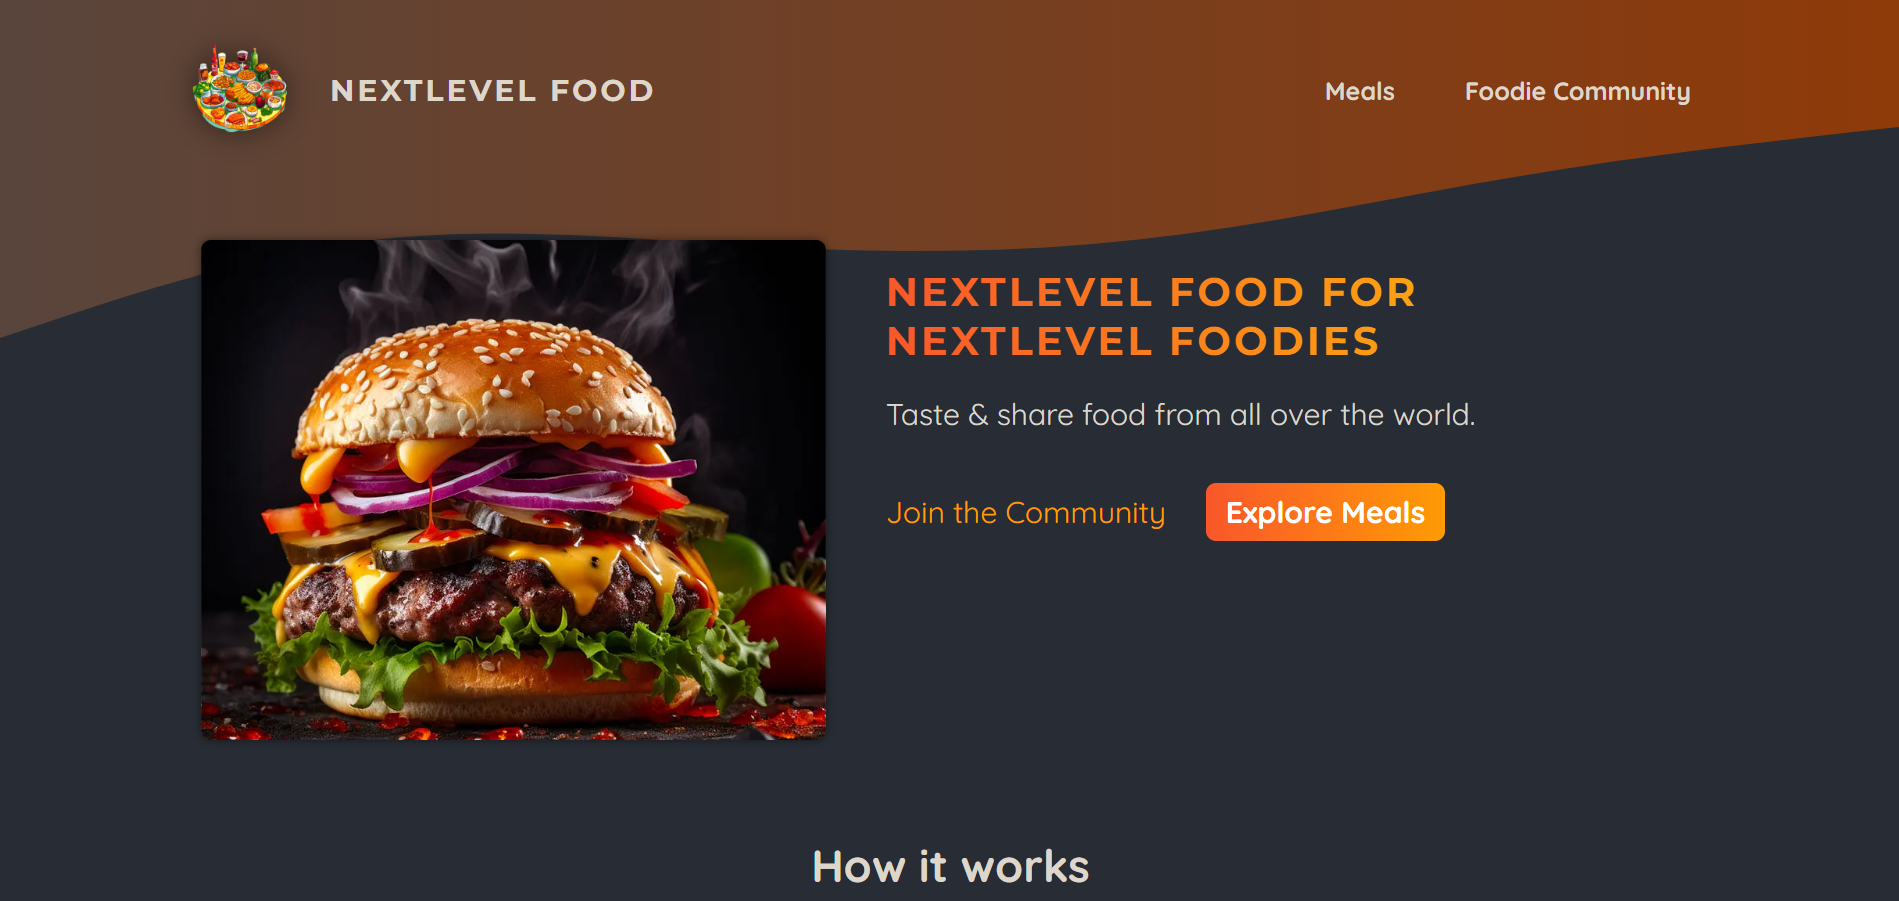 NEXTLEVEL FOOD
Meals
Foodie Community
NEXTLEVEL FOOD FOR
NEXTLEVEL FOODIES
Taste & share food from all over the world.
Join the Community
Explore Meals
How it works